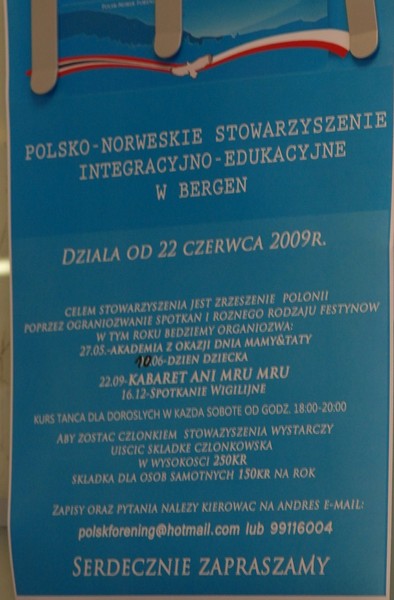 POLSKO-NORWESKIE STOWARZYSZENIE
INTEGRACYJNO-EDUKACYJNE
W BERGEN
DZIALA OD 22 CZERWCA 2009R.
CELEM STOWARZYSZENIA JEST ZRZESZENIE POLONII
POPRZEZ OGRANIOZWANIE SPOTKAN I ROZNEGO RODZAJU FESTYNOW
W TYM ROKU BEDZIEMY ORGANIOZWA:
27.05.-AKADEMIA Z OKAZJI DNIA MAMY&TATY
10.06-DZIEN DZIECKA
22.09-KABARET ANI MRU MRU
16.12-SPOTKANIE WIGILIJNE
KURS TANCA DLA DOROSLYCH W KAZDA SOBOTE OD GODZ. 18:00-20:00
ABY ZOSTAC CZLONKIEM STOWAZYSZENIA WYSTARCZY
UISCIC SKLADKE CZLONKOWSKA
W WYSOKOSCI 250KR
SKLADKA DLA OSOB SAMOTNYCH 150KR NA ROK
ZAPISY ORAZ PYTANIA NALEZY KIEROWAC NA ANDRES E-MAIL:
polskforening@hotmail.com lub 99116004
SERDECZNIE ZAPRASZAMY